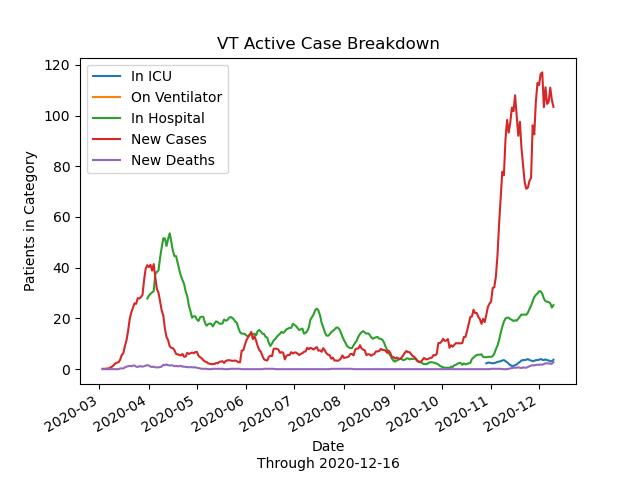 VT Active Case Breakdown
120
100
80
60
40
20
0
Patients in Category
In ICU
On Ventilator
In Hospital
New Cases
New Deaths
2020-03
2020-04
2020-05
2020-06
2020-07
2020-08
2020-09
2020-10
2020-11
2020-12
Date
Through 2020-12-16